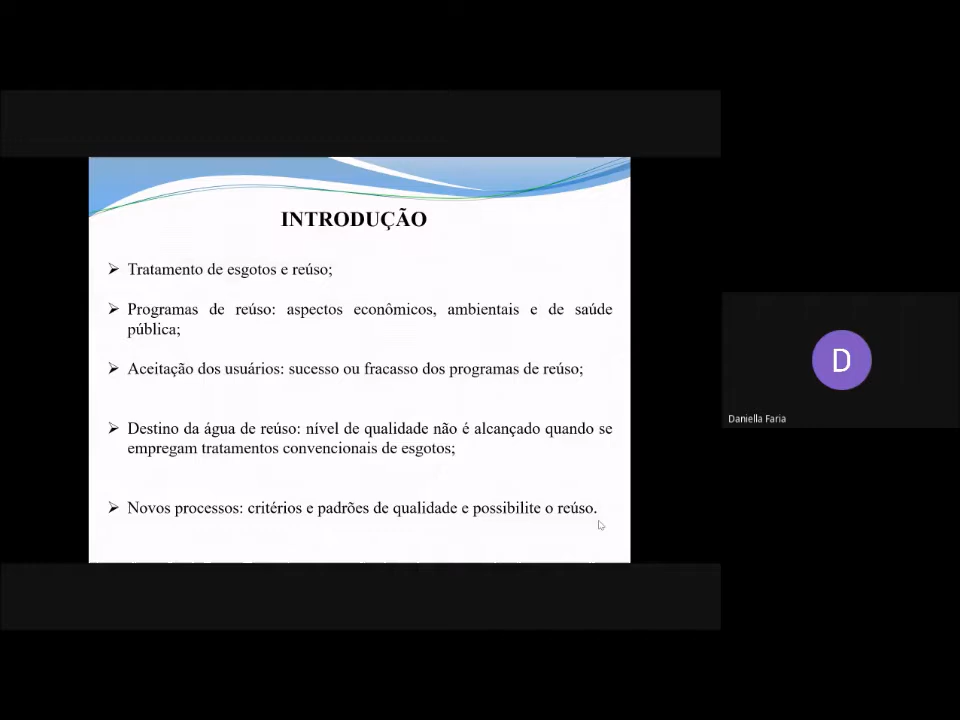 INTRODUÇÃO
➢ Tratamento de esgotos e reúso;
➢ Programas de reúso: aspectos econômicos, ambientais e de saúde
pública;
➢ Aceitação dos usuários: sucesso ou fracasso dos programas de reúso;
➢ Destino da água de reúso: nível de qualidade não é alcançado quando se
empregam tratamentos convencionais de esgotos;
➢ Novos processos: critérios e padrões de qualidade e possibilite o reúso.
D
Daniella Faria